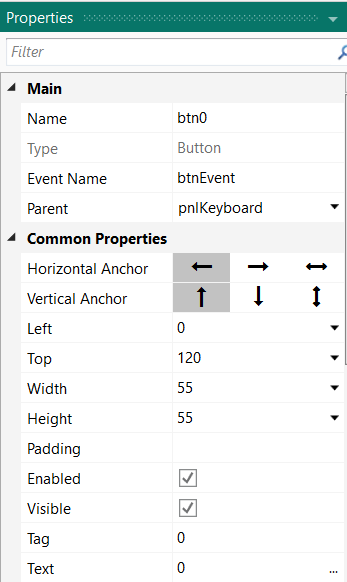 Properties
Filter
Main
Name btn0
Type Button
Event Name btnEvent
Parent pnlKeyboard
Common Properties
Horizontal Anchor
Vertical Anchor
Left 0
Top 120
Width 55
Height 55
Padding
Enabled
Visible
Tag 0
Text 0 ...